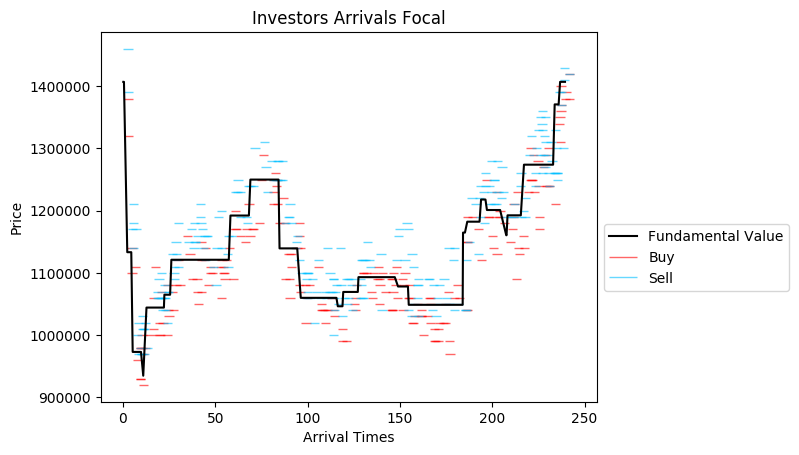 Investors Arrivals Focal
Price
1400000
1300000
1200000
1100000
1000000
900000
0 50 100 150 200 250
Arrival Times
Fundamental Value
Buy
Sell